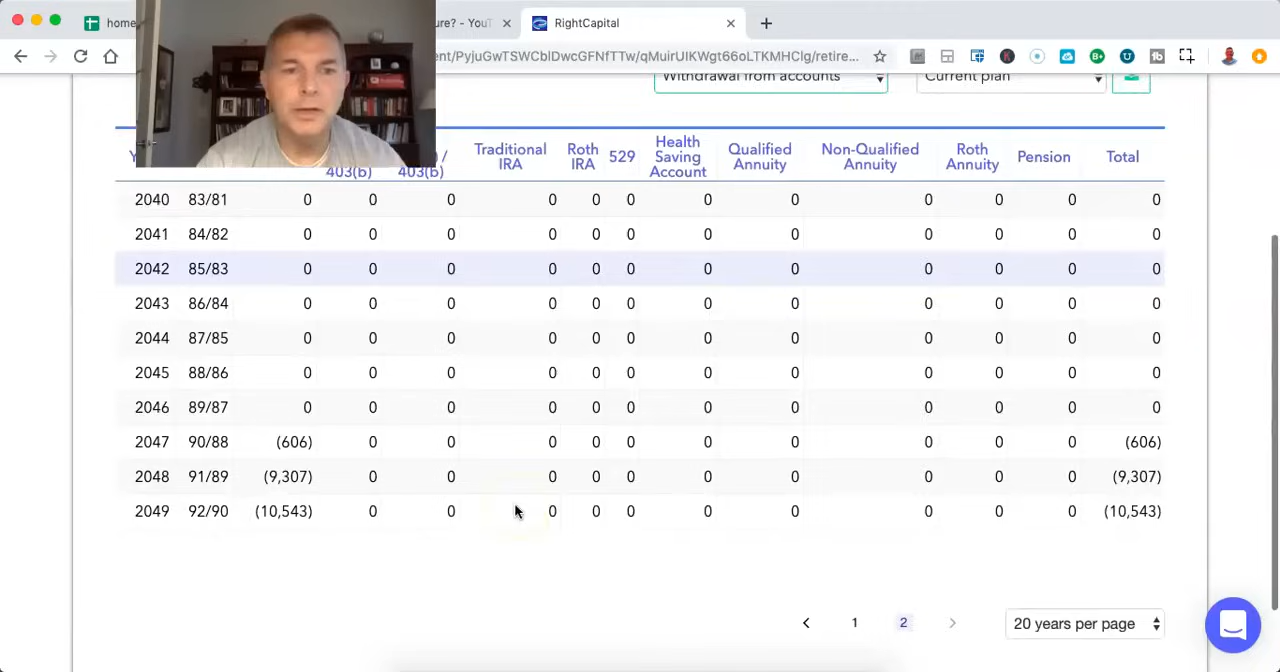 home
ure? - YouT
RightCapital
ent/PyjuGwTSWCblDwcGFNfTTw/qMuirUIKWgt66oLTKMHClg/retire...
Withdrawal from accounts
Current plan
Y
403(b)
/ 403(b)
Traditional IRA
Roth IRA
529
Health Saving Account
Qualified Annuity
Non-Qualified Annuity
Roth Annuity
Pension
Total
2040 83/81 0 0 0 0 0 0 0 0 0 0 0 0
2041 84/82 0 0 0 0 0 0 0 0 0 0 0 0
2042 85/83 0 0 0 0 0 0 0 0 0 0 0 0
2043 86/84 0 0 0 0 0 0 0 0 0 0 0 0
2044 87/85 0 0 0 0 0 0 0 0 0 0 0 0
2045 88/86 0 0 0 0 0 0 0 0 0 0 0 0
2046 89/87 0 0 0 0 0 0 0 0 0 0 0 0
2047 90/88 (606) 0 0 0 0 0 0 0 0 0 0 (606)
2048 91/89 (9,307) 0 0 0 0 0 0 0 0 0 0 (9,307)
2049 92/90 (10,543) 0 0 0 0 0 0 0 0 0 0 (10,543)
1 2
20 years per page